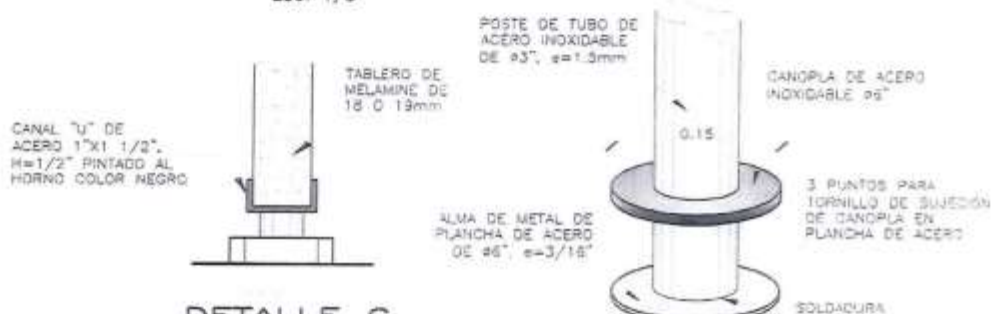 POSTE DE TUBO DE
ACERO INOXIDABLE
DE ø3", e=1.5mm
TABLERO DE
MELAMINE DE
18 O 19mm
CANOPLA DE ACERO
INOXIDABLE ø6"
CANAL "U" DE
ACERO 1"X1 1/2",
H=1/2" PINTADO AL
HORNO COLOR NEGRO
0.15
3 PUNTOS PARA
TORNILLO DE SUJECIÓN
DE CANOPLA EN
PLANCHA DE ACERO
ALMA DE METAL DE
PLANCHA DE ACERO
DE ø6", e=3/16"
DETALLE
SOLDADURA